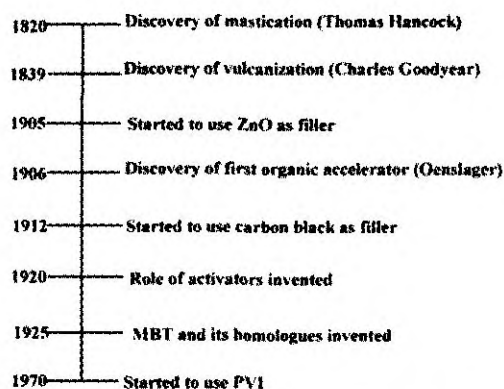 1820 Discovery of mastication (Thomas Hancock)
1839 Discovery of vulcanization (Charles Goodyear)
1905 Started to use ZnO as filler
1906 Discovery of first organic accelerator (Oenslager)
1912 Started to use carbon black as filler
1920 Role of activators invented
1925 MBT and its homologues invented
1970 Started to use PVI